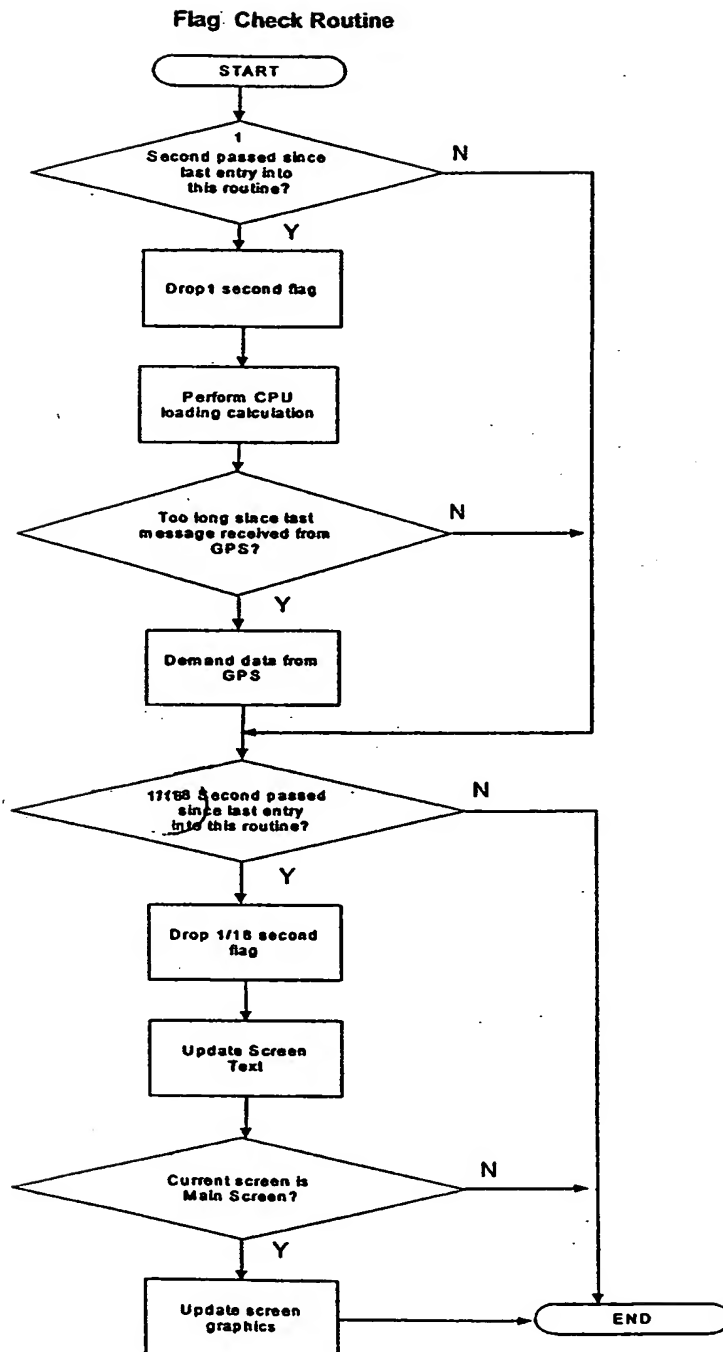 Flag Check Routine
START
1
Second passed since
last entry into
this routine?
N
Y
Drop1 second flag
Perform CPU
loading calculation
Too long since last
message received from
GPS?
N
Y
Demand data from
GPS
Second passed
since last entry
into this routine?
N
Y
Drop 1/18 second
flag
Update Screen
Text
Current screen is
Main Screen?
N
Y
Update screen
graphics
END